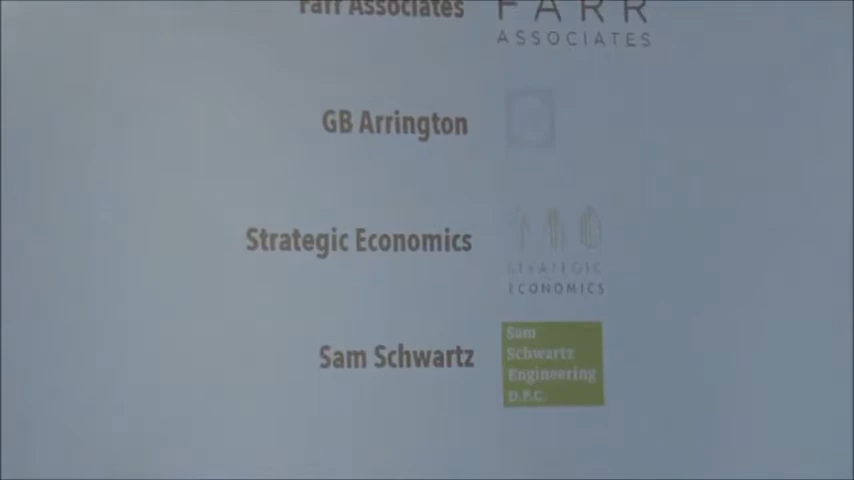 Farr Associates
FARR
ASSOCIATES
GB Arrington
Strategic Economics
STRATEGIC
ECONOMICS
Sam Schwartz
Sam
Schwartz
Engineering
D.P.C.